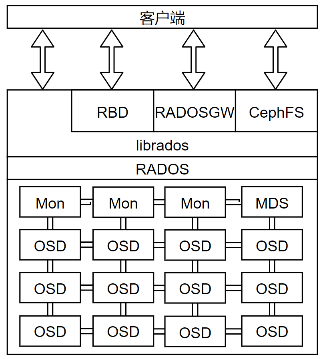 客户端
RBD RADOSGW CephFS
librados
RADOS
Mon Mon Mon MDS
OSD OSD OSD OSD
OSD OSD OSD OSD
OSD OSD OSD OSD